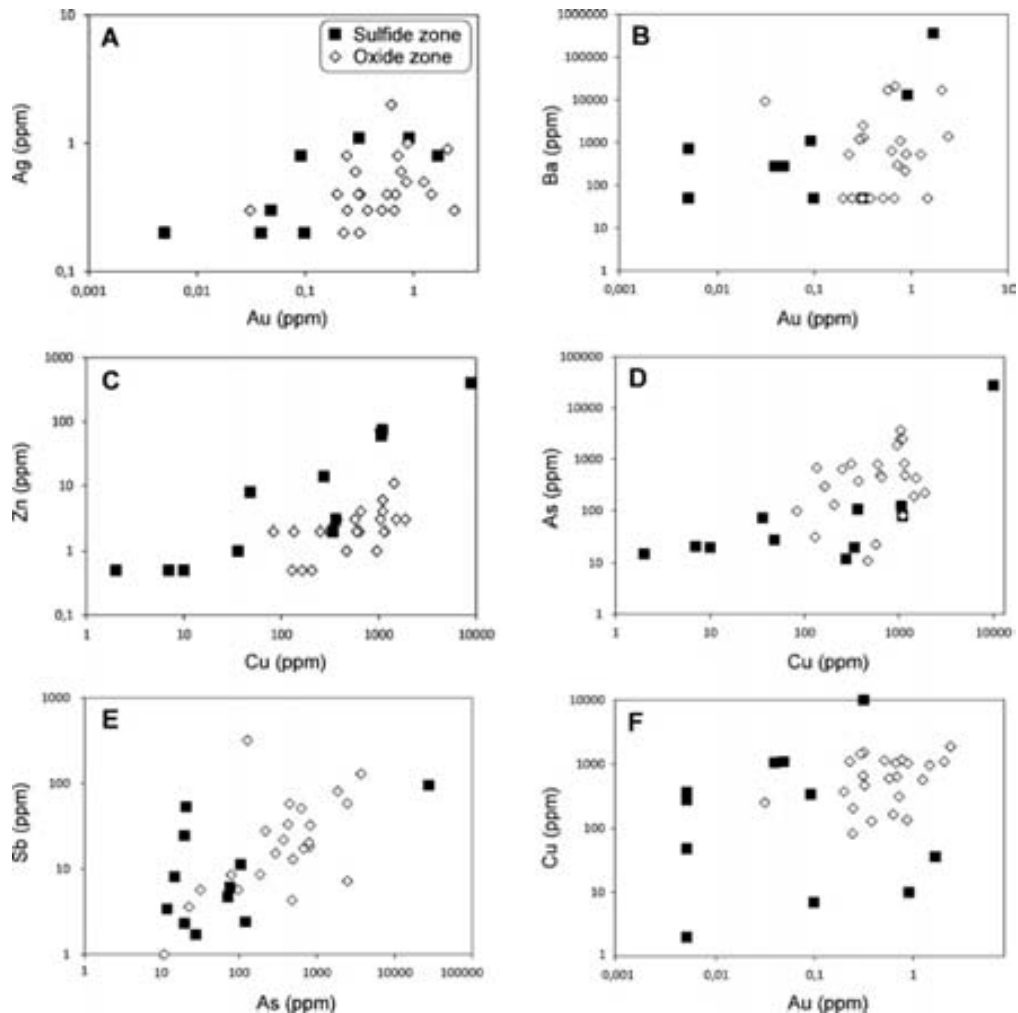 A
Sulfide zone
Oxide zone
10
1
0,1
0,001 0,01 0,1 1
Ag (ppm)
Au (ppm)
B
1000000
100000
10000
1000
100
10
1
0,001 0,01 0,1 1 10
Ba (ppm)
Au (ppm)
C
1000
100
10
1
0,1
1 10 100 1000 10000
Zn (ppm)
Cu (ppm)
D
100000
10000
1000
100
10
1
1 10 100 1000 10000
As (ppm)
Cu (ppm)
E
1000
100
10
1
1 10 100 1000 10000 100000
Sb (ppm)
As (ppm)
F
10000
1000
100
10
1
0,001 0,01 0,1 1
Cu (ppm)
Au (ppm)